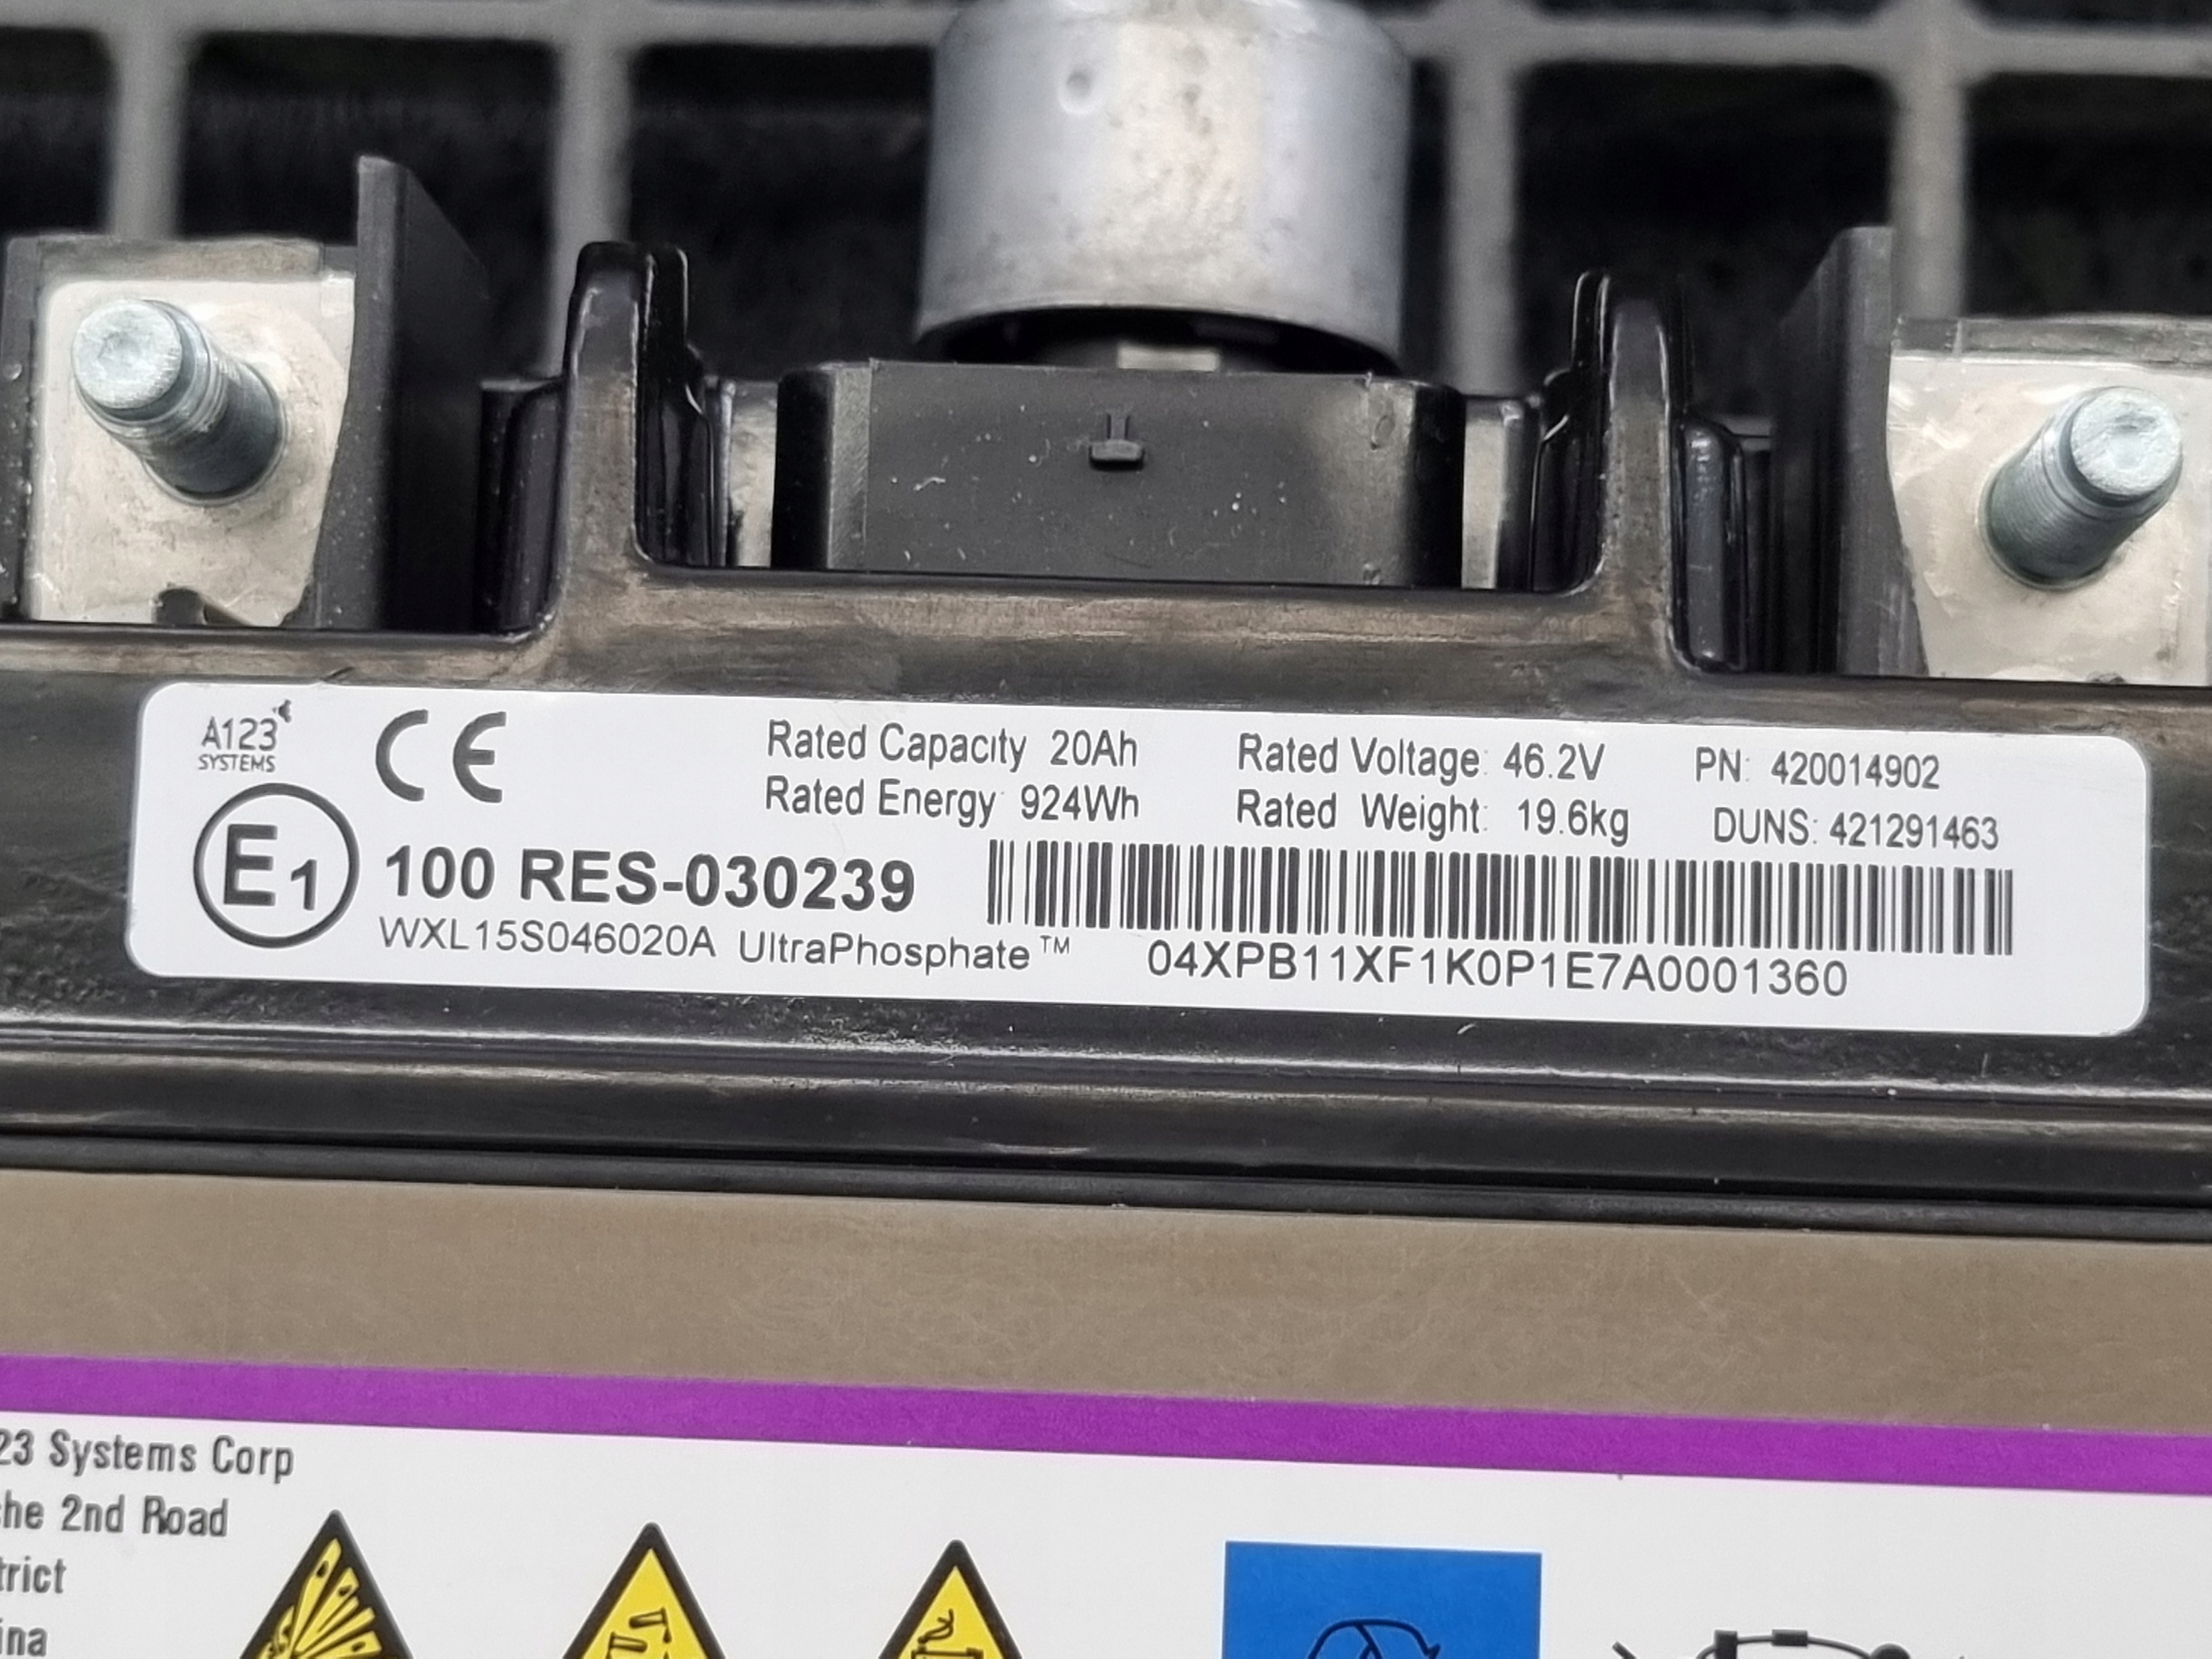 A123
SYSTEMS
CE
Rated Capacity 20Ah
Rated Voltage: 46.2V
PN: 420014902
Rated Energy 924Wh
Rated Weight: 19.6kg
DUNS: 421291463
E1
100 RES-030239
WXL15S046020A UltraPhosphate™
04XPB11XF1K0P1E7A0001360
23 Systems Corp
he 2nd Road
trict
ina